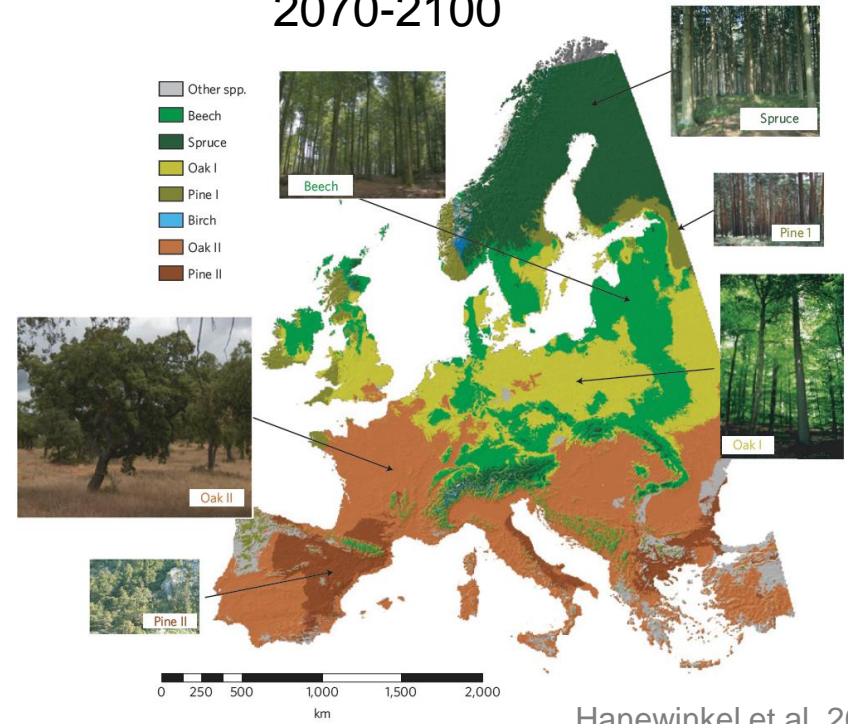 2070-2100
Other spp.
Beech
Spruce
Oak I
Pine I
Birch
Oak II
Pine II
Beech
Spruce
Pine 1
Oak I
Oak II
Pine II
0 250 500 1,000 1,500 2,000
km
Hanewinkel et al. 20